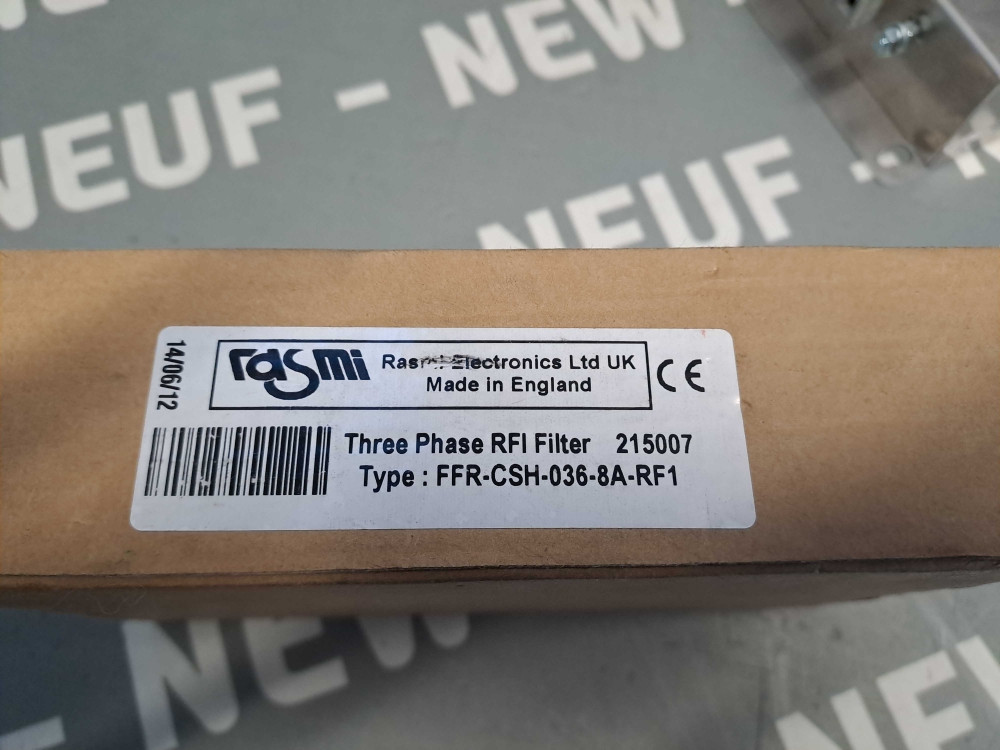 NEUF - NEW
NEUF - NEW
14/06/12
rasmi
Rasmi Electronics Ltd UK
Made in England
CE
Three Phase RFI Filter 215007
Type : FFR-CSH-036-8A-RF1
NEW
NEUF